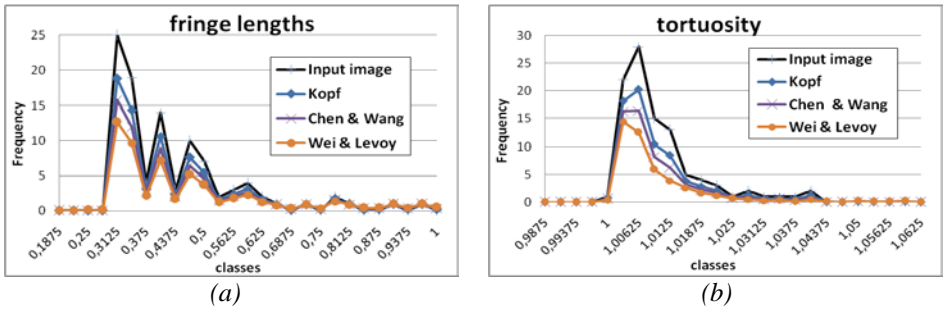 fringe lengths
25
20
15
10
5
0
Frequency
Input image
Kopf
Chen & Wang
Wei & Levoy
0,1875
0,25
0,3125
0,375
0,4375
0,5
0,5625
0,625
0,6875
0,75
0,8125
0,875
0,9375
1
classes
(a)
tortuosity
30
25
20
15
10
5
0
Frequency
Input image
Kopf
Chen & Wang
Wei & Levoy
0,9875
0,99375
1
1,00625
1,0125
1,01875
1,025
1,03125
1,0375
1,04375
1,05
1,05625
1,0625
classes
(b)